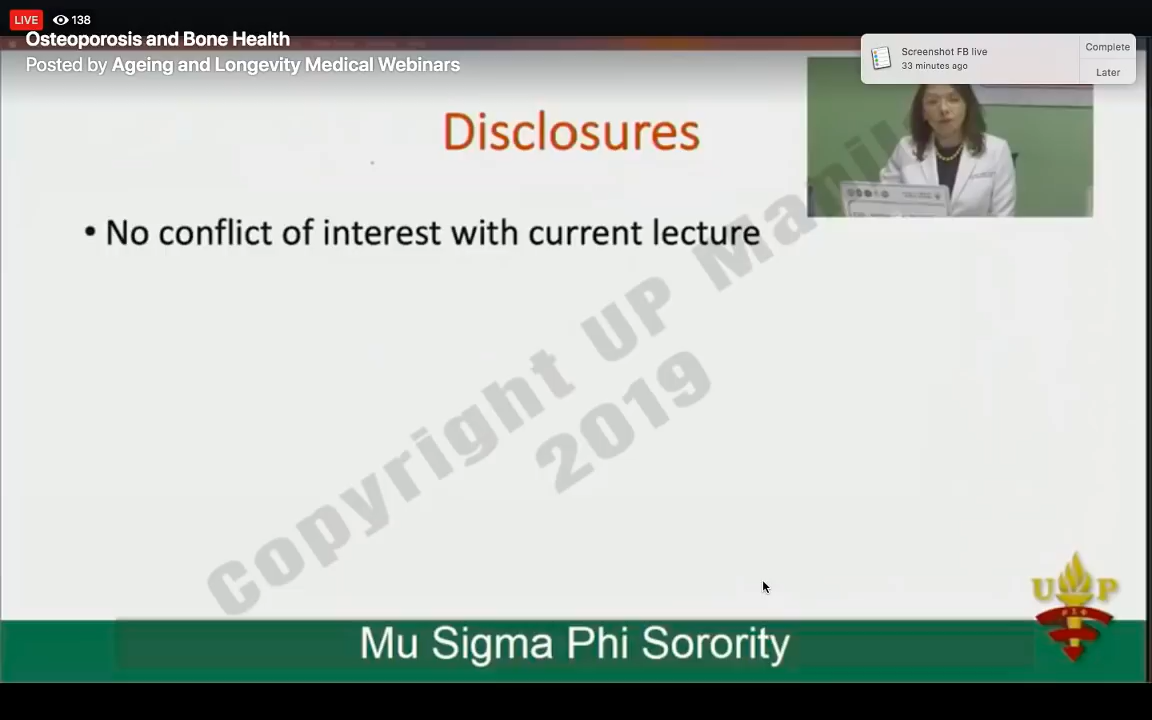 LIVE 138
Osteoporosis and Bone Health
Posted by Ageing and Longevity Medical Webinars
Screenshot FB live
33 minutes ago
Complete
Later
Disclosures
• No conflict of interest with current lecture
Copyright UP Manil
2019
UP
Mu Sigma Phi Sorority